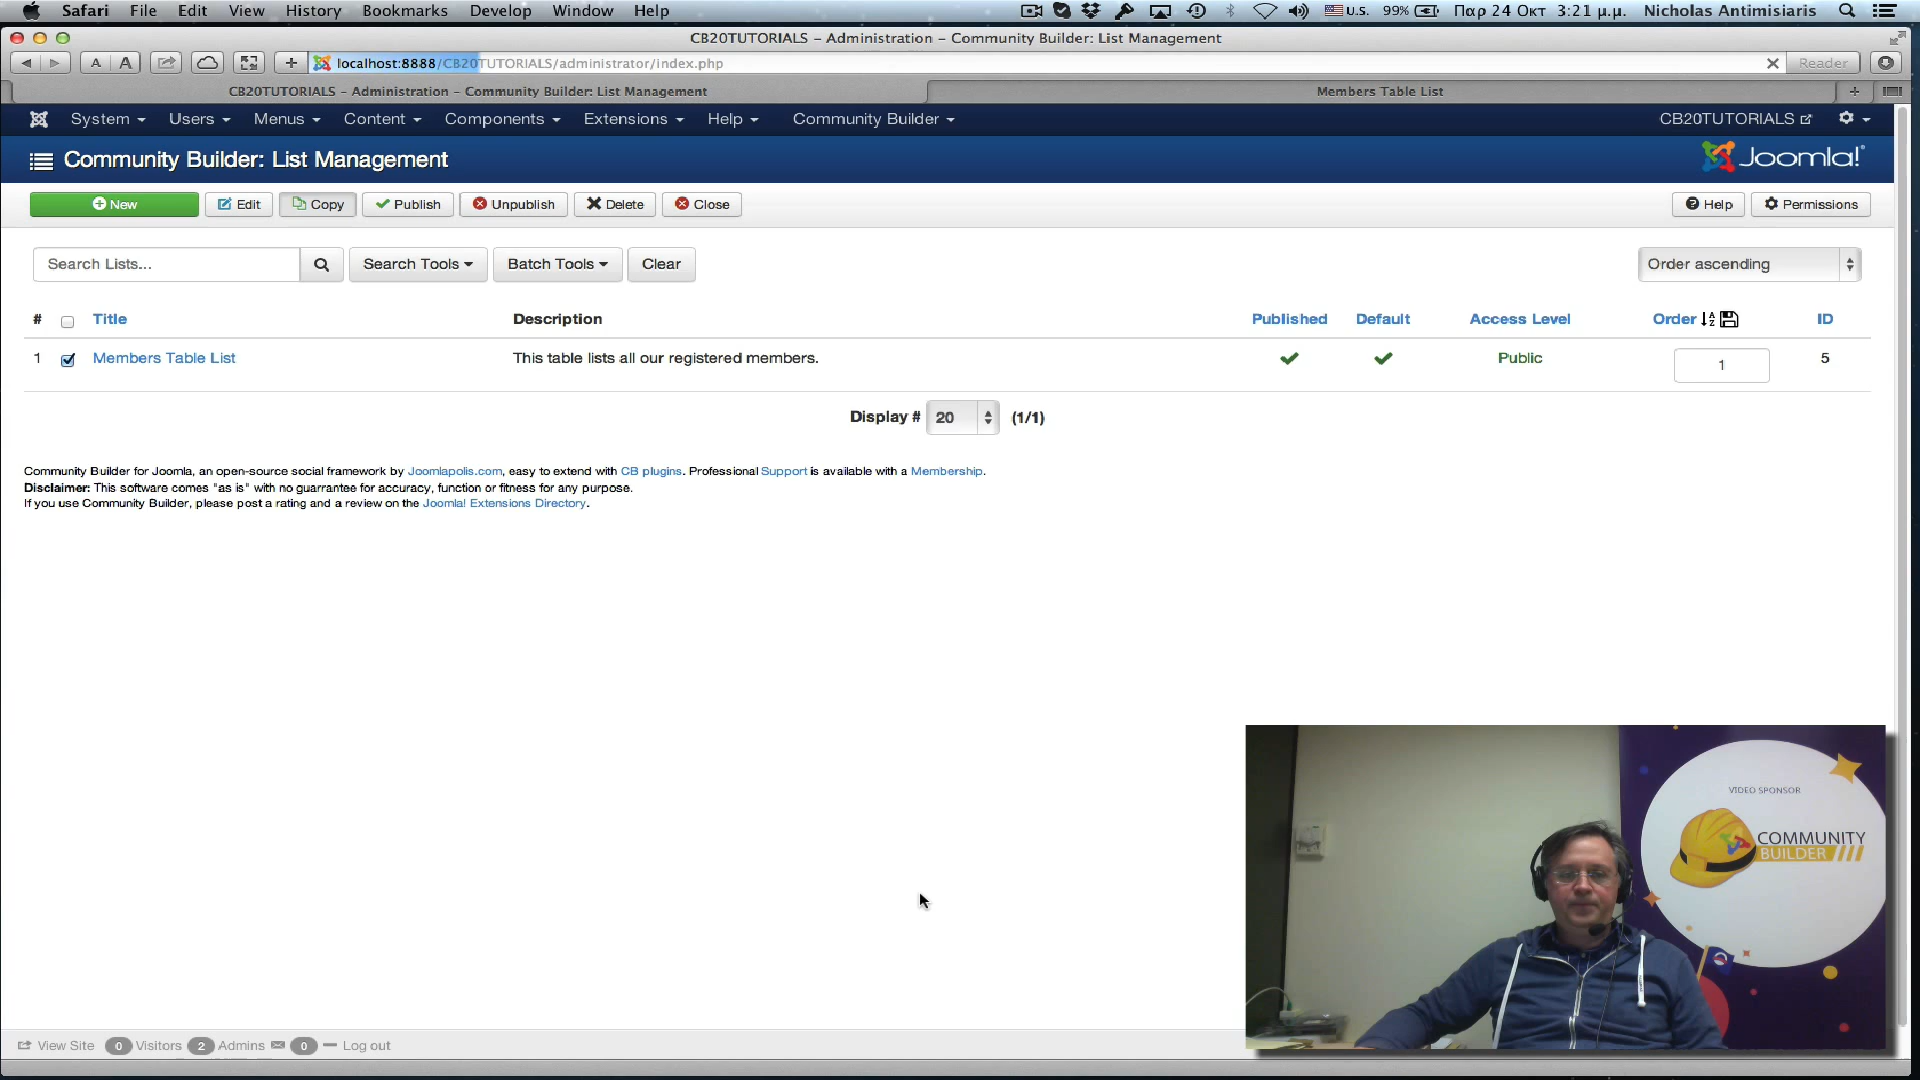 Safari File Edit View History Bookmarks Develop Window Help U.S. 99% Παρ 24 Οκτ 3:21 μ.μ. Nicholas Antimisiaris
CB20TUTORIALS – Administration – Community Builder: List Management
A A + localhost:8888/CB20TUTORIALS/administrator/index.php Reader
CB20TUTORIALS – Administration – Community Builder: List Management Members Table List +
System Users Menus Content Components Extensions Help Community Builder CB20TUTORIALS
Community Builder: List Management Joomla!
New Edit Copy Publish Unpublish Delete Close Help Permissions
Search Lists... Search Tools Batch Tools Clear Order ascending
# Title Description Published Default Access Level Order ID
1 Members Table List This table lists all our registered members. Public 1 5
Display # 20 (1/1)
Community Builder for Joomla, an open-source social framework by Joomlapolis.com, easy to extend with CB plugins. Professional Support is available with a Membership.
Disclaimer: This software comes "as is" with no guarrantee for accuracy, function or fitness for any purpose.
If you use Community Builder, please post a rating and a review on the Joomla! Extensions Directory.
VIDEO SPONSOR
COMMUNITY
BUILDER
View Site 0 Visitors 2 Admins 0 Log out